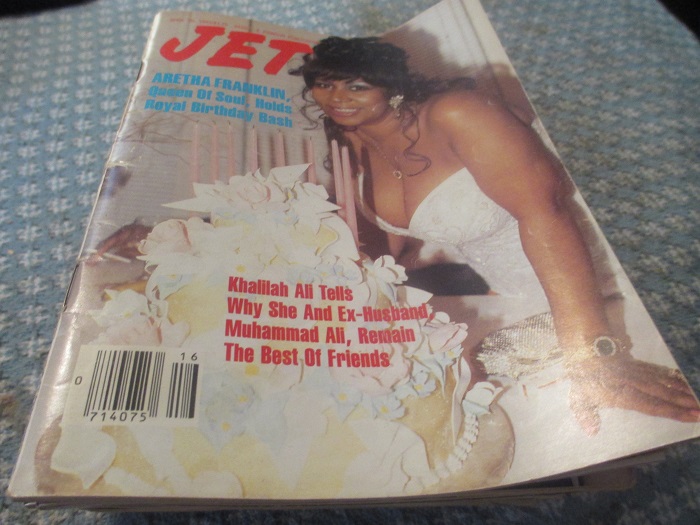 JET
ARETHA FRANKLIN,
Queen Of Soul, Holds
Royal Birthday Bash
Khalilah Ali Tells
Why She And Ex-Husband,
Muhammad Ali, Remain
The Best Of Friends
16
0
714075